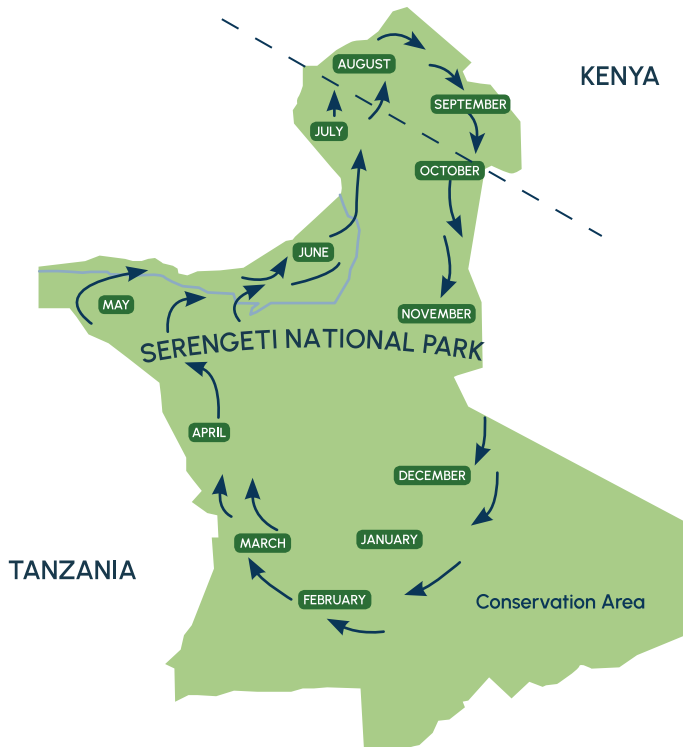 KENYA
AUGUST
SEPTEMBER
JULY
OCTOBER
JUNE
MAY
NOVEMBER
SERENGETI NATIONAL PARK
APRIL
DECEMBER
JANUARY
MARCH
TANZANIA
FEBRUARY
Conservation Area